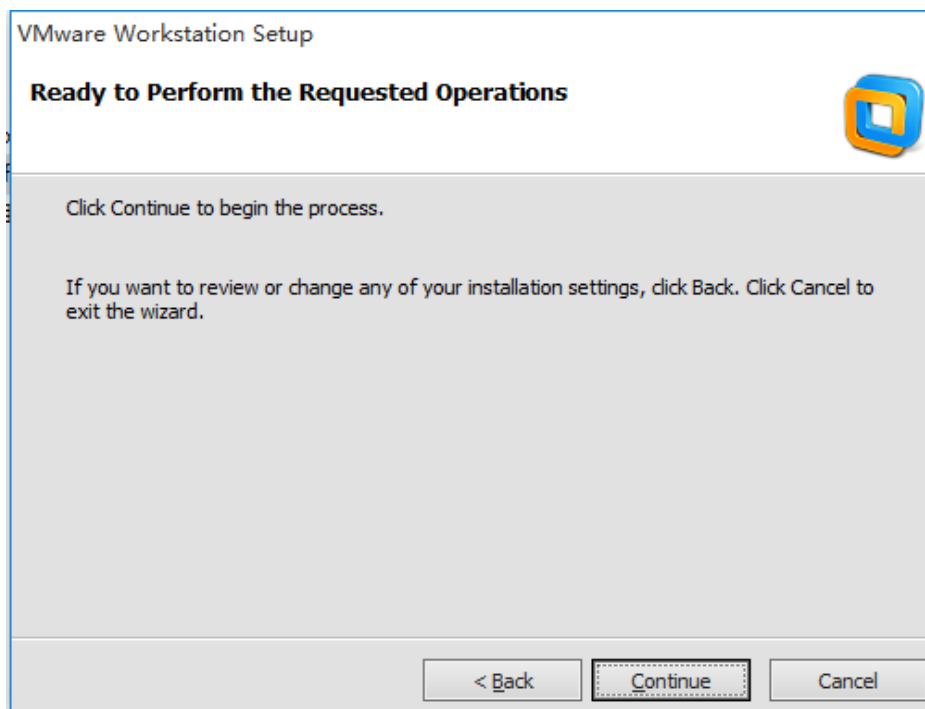 VMware Workstation Setup
Ready to Perform the Requested Operations
Click Continue to begin the process.
If you want to review or change any of your installation settings, click Back. Click Cancel to
exit the wizard.
< Back
Continue
Cancel